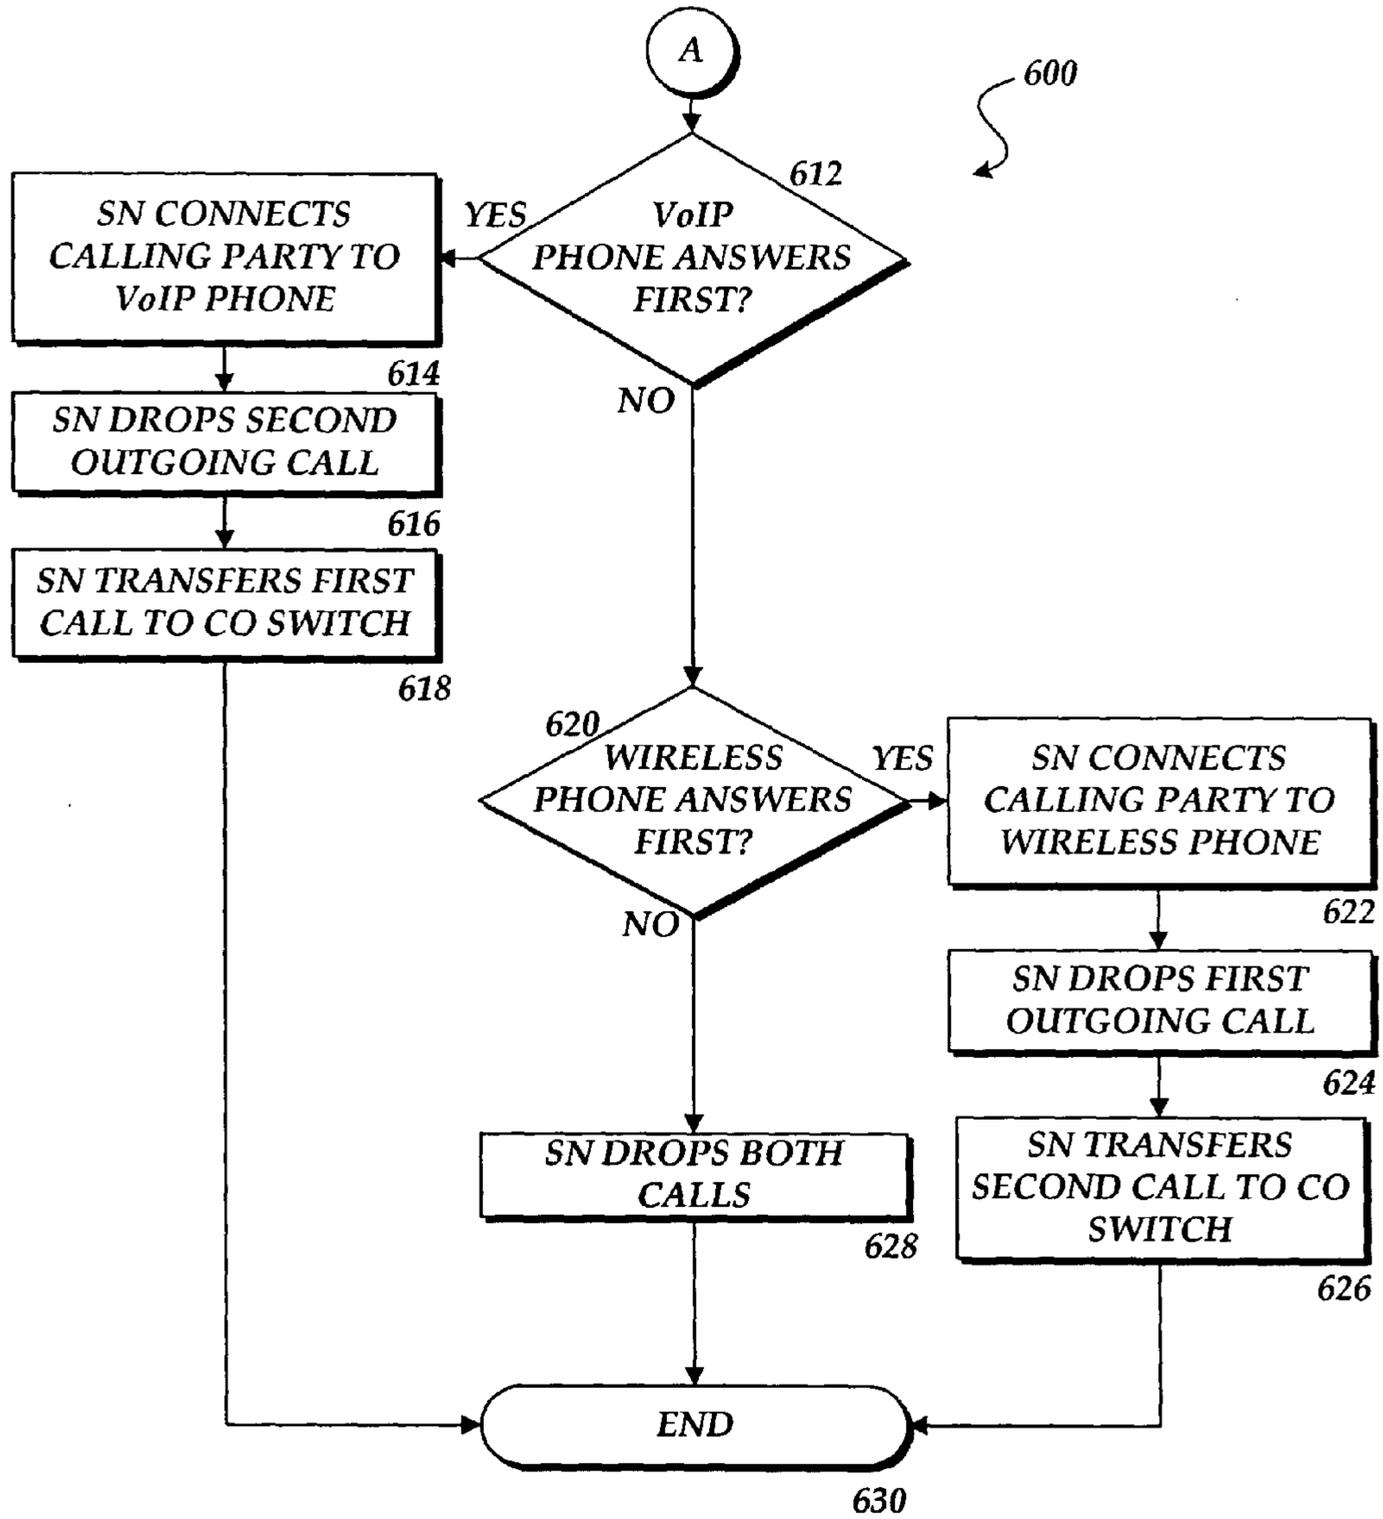 A
600
612
VoIP
PHONE ANSWERS
FIRST?
YES
NO
SN CONNECTS
CALLING PARTY TO
VoIP PHONE
614
SN DROPS SECOND
OUTGOING CALL
616
SN TRANSFERS FIRST
CALL TO CO SWITCH
618
620
WIRELESS
PHONE ANSWERS
FIRST?
YES
NO
SN CONNECTS
CALLING PARTY TO
WIRELESS PHONE
622
SN DROPS FIRST
OUTGOING CALL
624
SN TRANSFERS
SECOND CALL TO CO
SWITCH
626
SN DROPS BOTH
CALLS
628
END
630